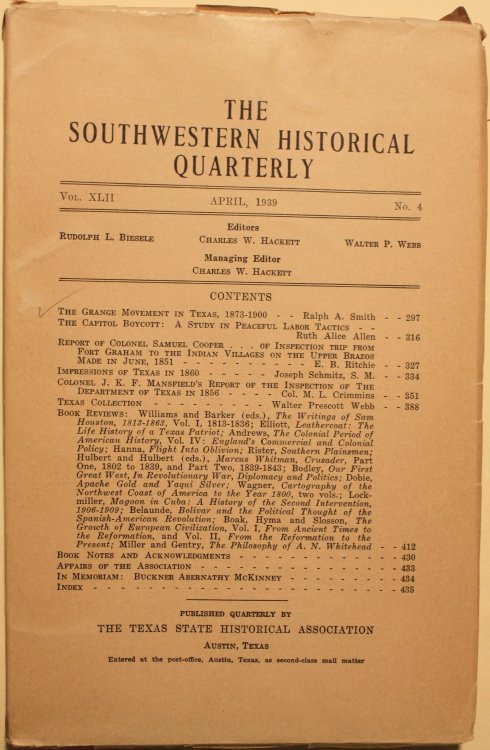 THE
SOUTHWESTERN HISTORICAL
QUARTERLY
VOL. XLII APRIL, 1939 No. 4
Editors
RUDOLPH L. BIESELE CHARLES W. HACKETT WALTER P. WEBB
Managing Editor
CHARLES W. HACKETT
CONTENTS
THE GRANGE MOVEMENT IN TEXAS, 1873-1900 - - Ralph A. Smith - - 297
THE CAPITOL BOYCOTT: A STUDY IN PEACEFUL LABOR TACTICS - -
Ruth Alice Allen - - 316
REPORT OF COLONEL SAMUEL COOPER . . . OF INSPECTION TRIP FROM
FORT GRAHAM TO THE INDIAN VILLAGES ON THE UPPER BRAZOS
MADE IN JUNE, 1851 - - - - - - - - E. B. Ritchie - - 327
IMPRESSIONS OF TEXAS IN 1860 - - - - - Joseph Schmitz, S. M. - - 334
COLONEL J. K. F. MANSFIELD'S REPORT OF THE INSPECTION OF THE
DEPARTMENT OF TEXAS IN 1856 - - - - Col. M. L. Crimmins - - 351
TEXAS COLLECTION - - - - - - - - - Walter Prescott Webb - - 388
BOOK REVIEWS: Williams and Barker (eds.), The Writings of Sam
Houston, 1813-1863, Vol. I, 1813-1836; Elliott, Leathercoat: The
Life History of a Texas Patriot; Andrews, The Colonial Period of
American History, Vol. IV: England's Commercial and Colonial
Policy; Hanna, Flight Into Oblivion; Rister, Southern Plainsmen;
Hulbert and Hulbert (eds.), Marcus Whitman, Crusader, Part
One, 1802 to 1839, and Part Two, 1839-1843; Bodley, Our First
Great West, In Revolutionary War, Diplomacy and Politics; Dobie,
Apache Gold and Yaqui Silver; Wagner, Cartography of the
Northwest Coast of America to the Year 1800, two vols.; Lock-
miller, Magoon in Cuba: A History of the Second Intervention,
1906-1909; Belaunde, Bolivar and the Political Thought of the
Spanish-American Revolution; Boak, Hyma and Slosson, The
Growth of European Civilization, Vol. I, From Ancient Times to
the Reformation, and Vol. II, From the Reformation to the
Present; Miller and Gentry, The Philosophy of A. N. Whitehead - - 412
BOOK NOTES AND ACKNOWLEDGMENTS - - - - - - - - - - - 430
AFFAIRS OF THE ASSOCIATION - - - - - - - - - - - - - 433
IN MEMORIAM: BUCKNER ABERNATHY MCKINNEY - - - - - - - - 434
INDEX - - - - - - - - - - - - - - - - - - - - - - 435
PUBLISHED QUARTERLY BY
THE TEXAS STATE HISTORICAL ASSOCIATION
AUSTIN, TEXAS
Entered at the post-office, Austin, Texas, as second-class mail matter